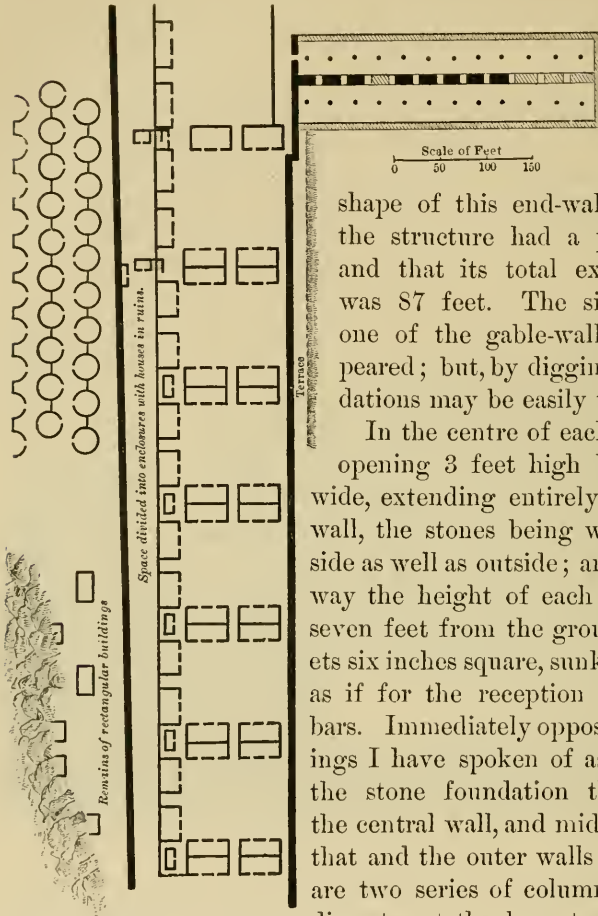 Scale of Feet
0 50 100 150
Terrace
Space divided into enclosures with houses in ruins.
Remains of rectangular buildings
shape of this end-wal
the structure had a
and that its total ex
was 87 feet. The si
one of the gable-wall
peared; but, by diggin
dations may be easily
In the centre of eac
opening 3 feet high
wide, extending entirely
wall, the stones being w
side as well as outside; an
way the height of each
seven feet from the grou
ets six inches square, sunk
as if for the reception
bars. Immediately oppos
ings I have spoken of as
the stone foundation t
the central wall, and mid
that and the outer walls
are two series of colum